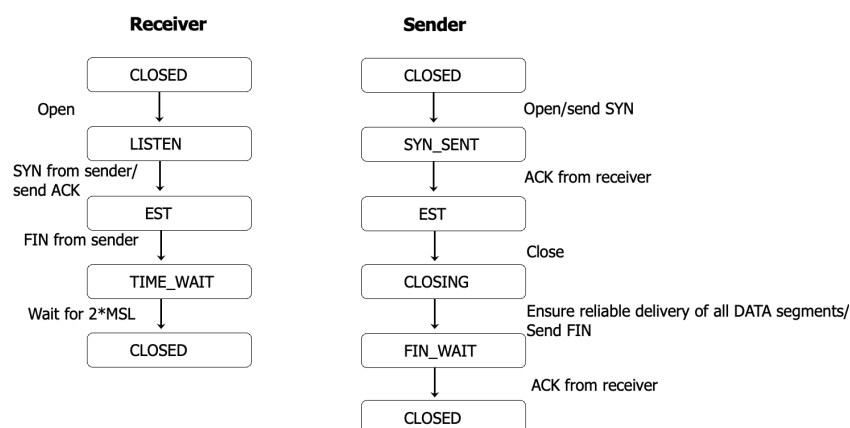 Receiver
CLOSED
Open
LISTEN
SYN from sender/
send ACK
EST
FIN from sender
TIME_WAIT
Wait for 2*MSL
CLOSED
Sender
CLOSED
Open/send SYN
SYN_SENT
ACK from receiver
EST
Close
CLOSING
Ensure reliable delivery of all DATA segments/
Send FIN
FIN_WAIT
ACK from receiver
CLOSED